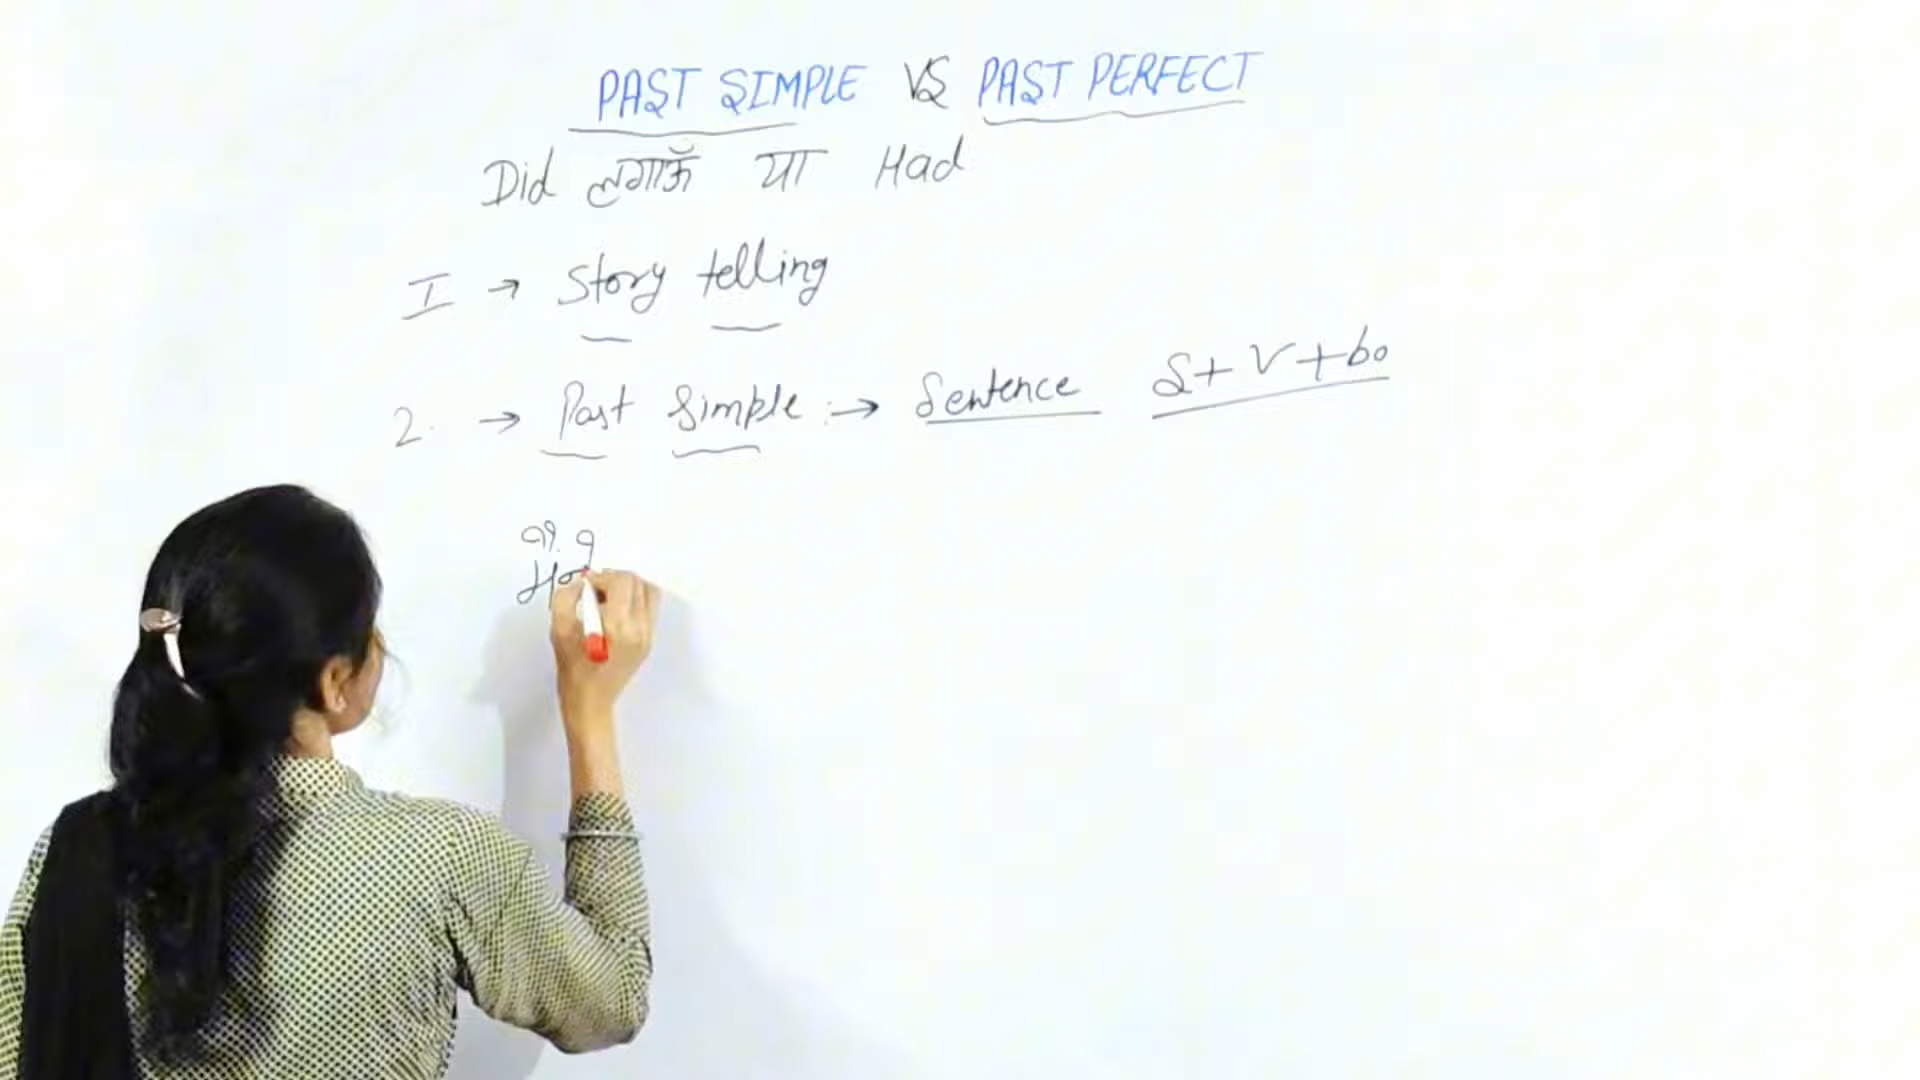 PAST SIMPLE VS PAST PERFECT
Did लगाऊँ या Had
I → Story telling
2. → Past Simple : → Sentence S + V + bo